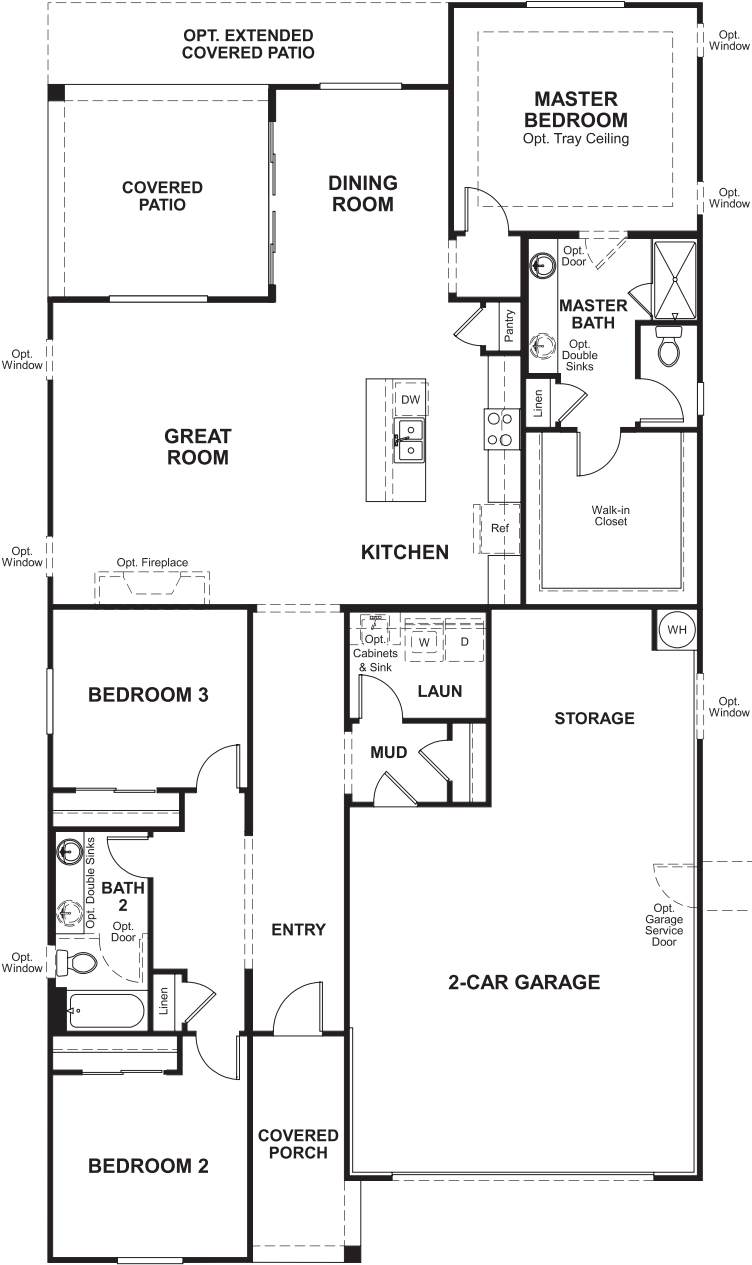 OPT. EXTENDED
COVERED PATIO
Opt.
Window
MASTER
BEDROOM
Opt. Tray Ceiling
COVERED
PATIO
DINING
ROOM
Opt.
Window
Opt.
Door
MASTER
BATH
Pantry
Opt.
Double
Sinks
Opt.
Window
DW
Linen
GREAT
ROOM
Walk-in
Closet
Ref
Opt.
Window
KITCHEN
Opt. Fireplace
WH
Opt.
Cabinets
& Sink
W
D
BEDROOM 3
LAUN
Opt.
Window
STORAGE
MUD
Opt. Double Sinks
BATH
2
Opt.
Door
ENTRY
Opt.
Garage
Service
Door
Opt.
Window
2-CAR GARAGE
Linen
COVERED
PORCH
BEDROOM 2